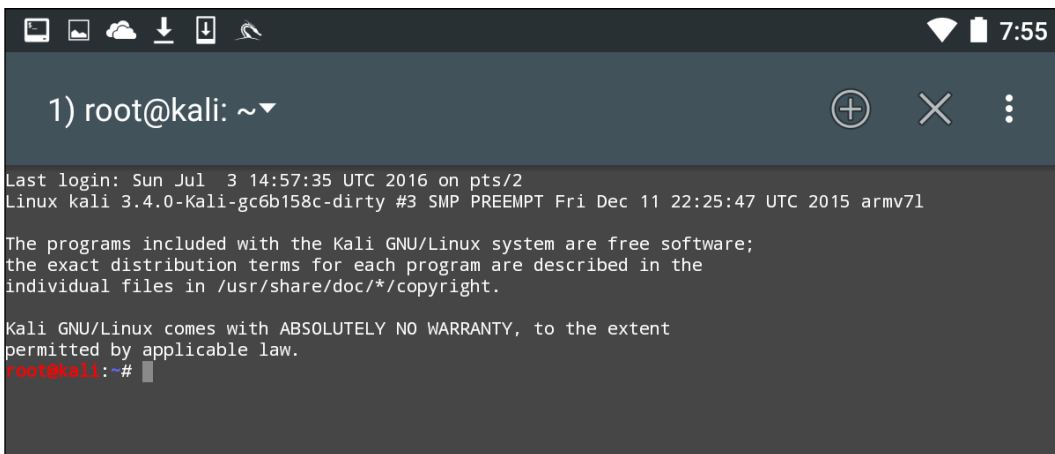 7:55
1) root@kali: ~
Last login: Sun Jul  3 14:57:35 UTC 2016 on pts/2
Linux kali 3.4.0-Kali-gc6b158c-dirty #3 SMP PREEMPT Fri Dec 11 22:25:47 UTC 2015 armv7l
The programs included with the Kali GNU/Linux system are free software;
the exact distribution terms for each program are described in the
individual files in /usr/share/doc/*/copyright.
Kali GNU/Linux comes with ABSOLUTELY NO WARRANTY, to the extent
permitted by applicable law.
root@kali:~#